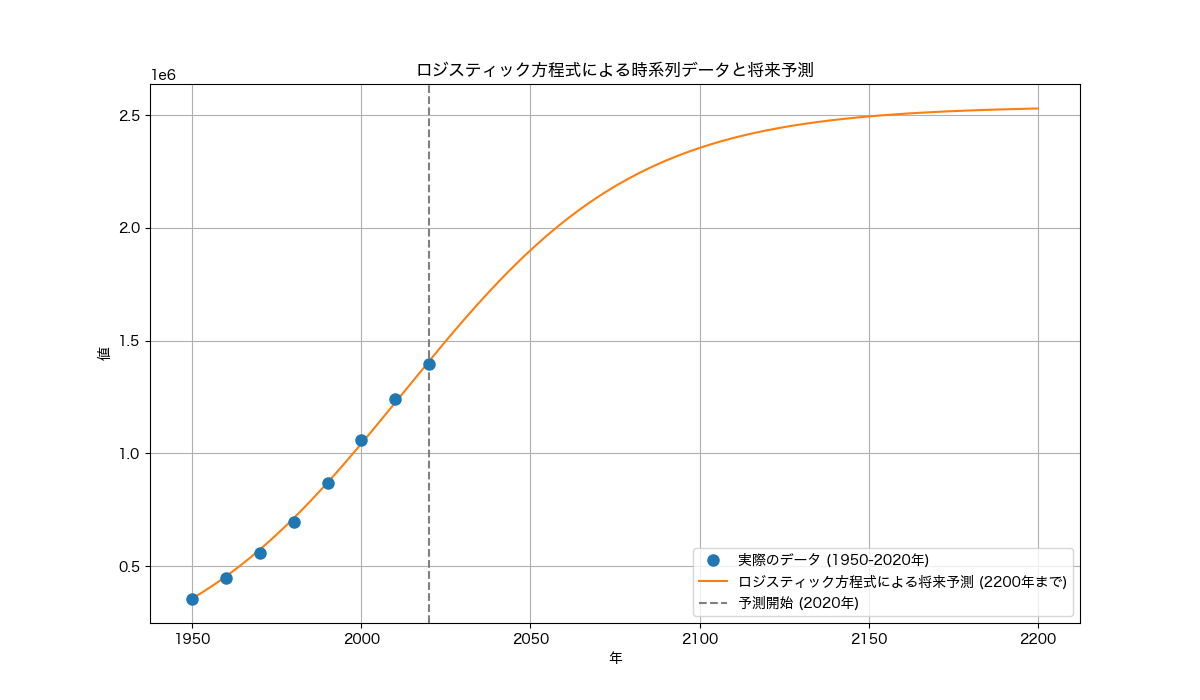 ロジスティック方程式による時系列データと将来予測
1e6
2.5
2.0
1.5
1.0
0.5
値
1950
2000
2050
2100
2150
2200
年
実際のデータ (1950-2020年)
ロジスティック方程式による将来予測 (2200年まで)
予測開始 (2020年)